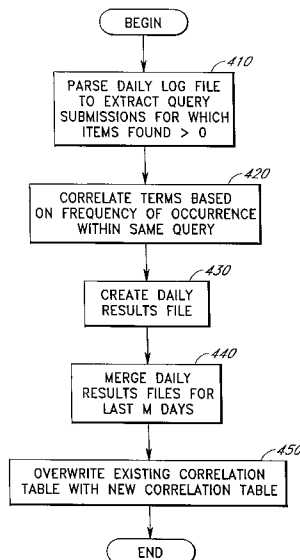 BEGIN
410
PARSE DAILY LOG FILE
TO EXTRACT QUERY
SUBMISSIONS FOR WHICH
ITEMS FOUND > 0
420
CORRELATE TERMS BASED
ON FREQUENCY OF OCCURRENCE
WITHIN SAME QUERY
430
CREATE DAILY
RESULTS FILE
440
MERGE DAILY
RESULTS FILES FOR
LAST M DAYS
450
OVERWRITE EXISTING CORRELATION
TABLE WITH NEW CORRELATION TABLE
END